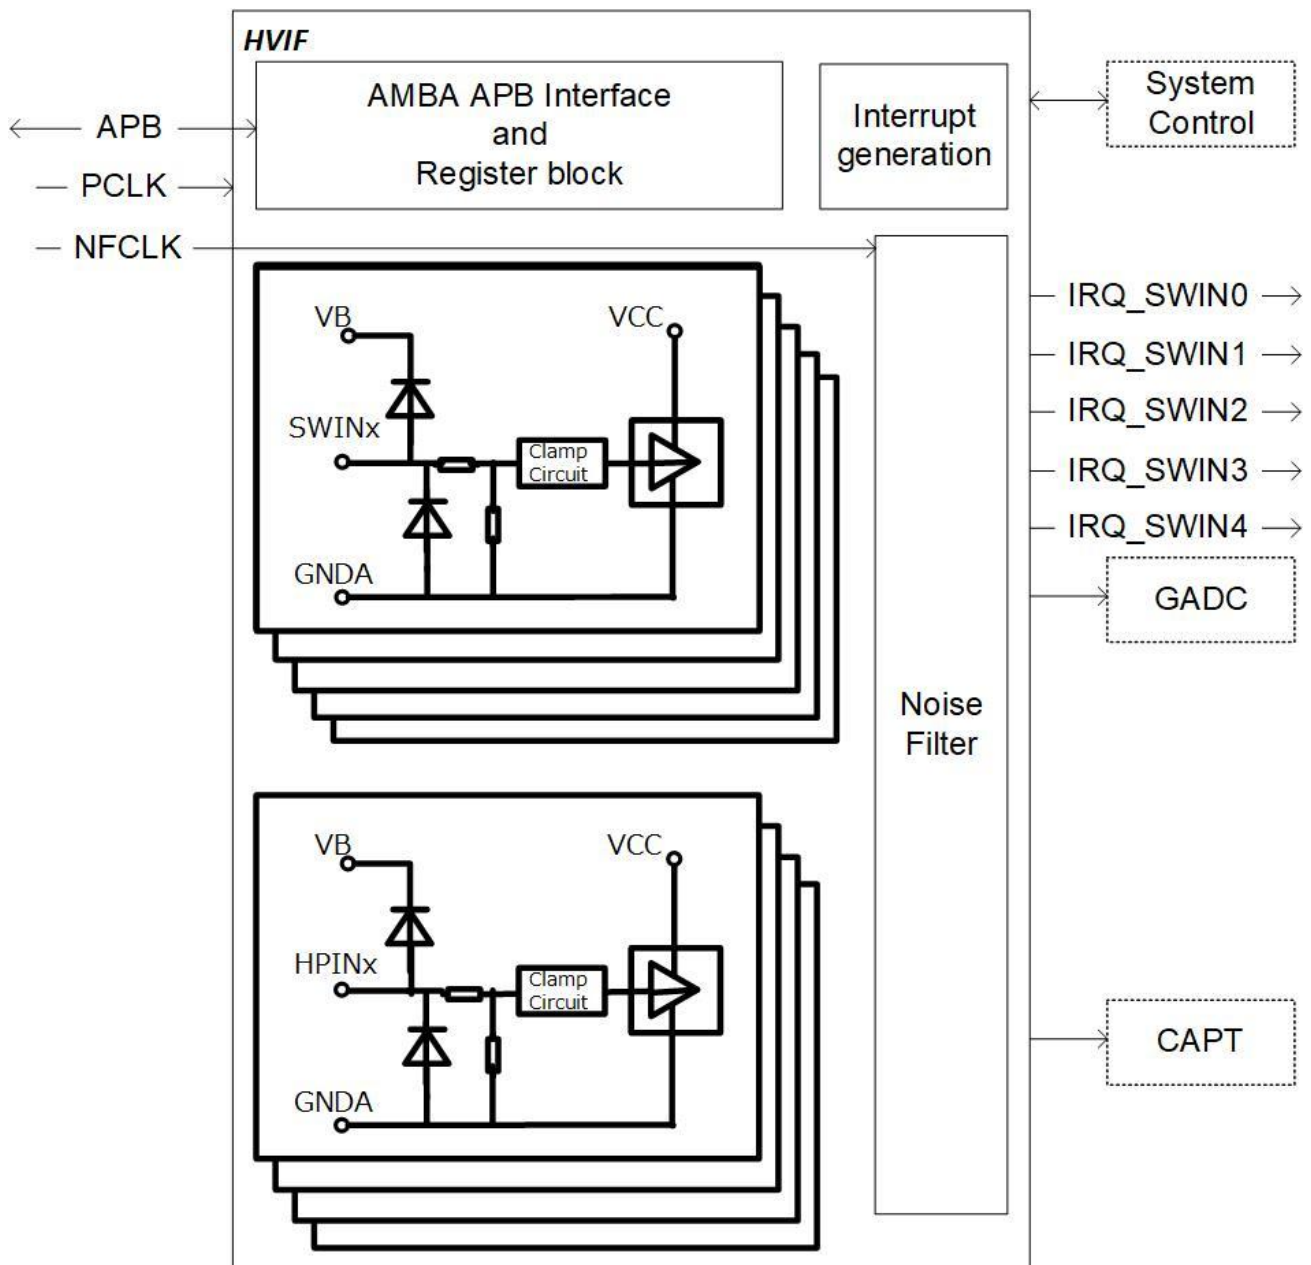 HVIF
AMBA APB Interface
and
Register block
Interrupt
generation
System
Control
APB
PCLK
NFCLK
VB
VCC
SWINx
Clamp
Circuit
GNDA
IRQ_SWIN0
IRQ_SWIN1
IRQ_SWIN2
IRQ_SWIN3
IRQ_SWIN4
GADC
Noise
Filter
VB
VCC
HPINx
Clamp
Circuit
GNDA
CAPT